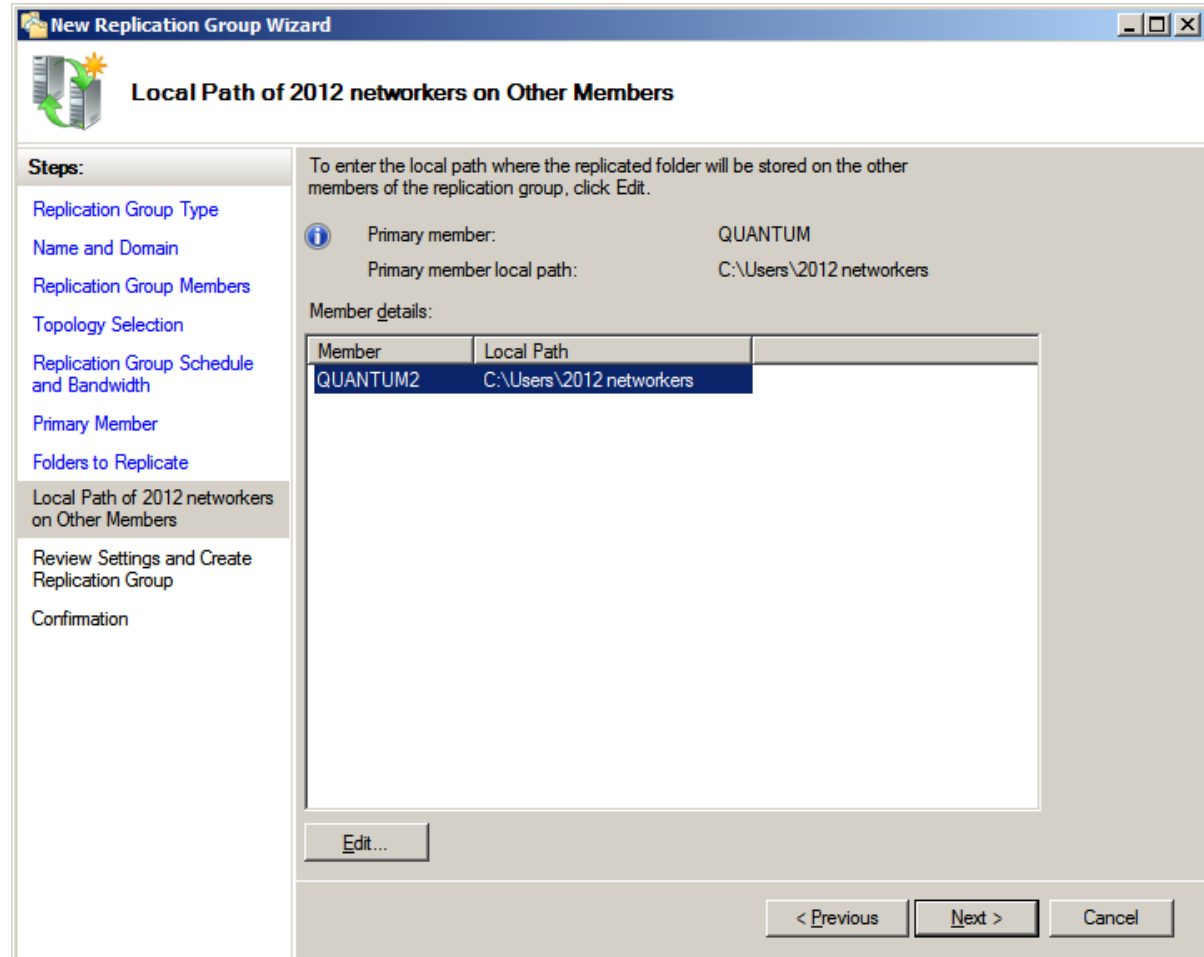 New Replication Group Wizard
Local Path of 2012 networkers on Other Members
Steps:
Replication Group Type
Name and Domain
Replication Group Members
Topology Selection
Replication Group Schedule
and Bandwidth
Primary Member
Folders to Replicate
Local Path of 2012 networkers
on Other Members
Review Settings and Create
Replication Group
Confirmation
To enter the local path where the replicated folder will be stored on the other
members of the replication group, click Edit.
Primary member: QUANTUM
Primary member local path: C:\Users\2012 networkers
Member details:
Member Local Path
QUANTUM2 C:\Users\2012 networkers
Edit...
< Previous Next > Cancel